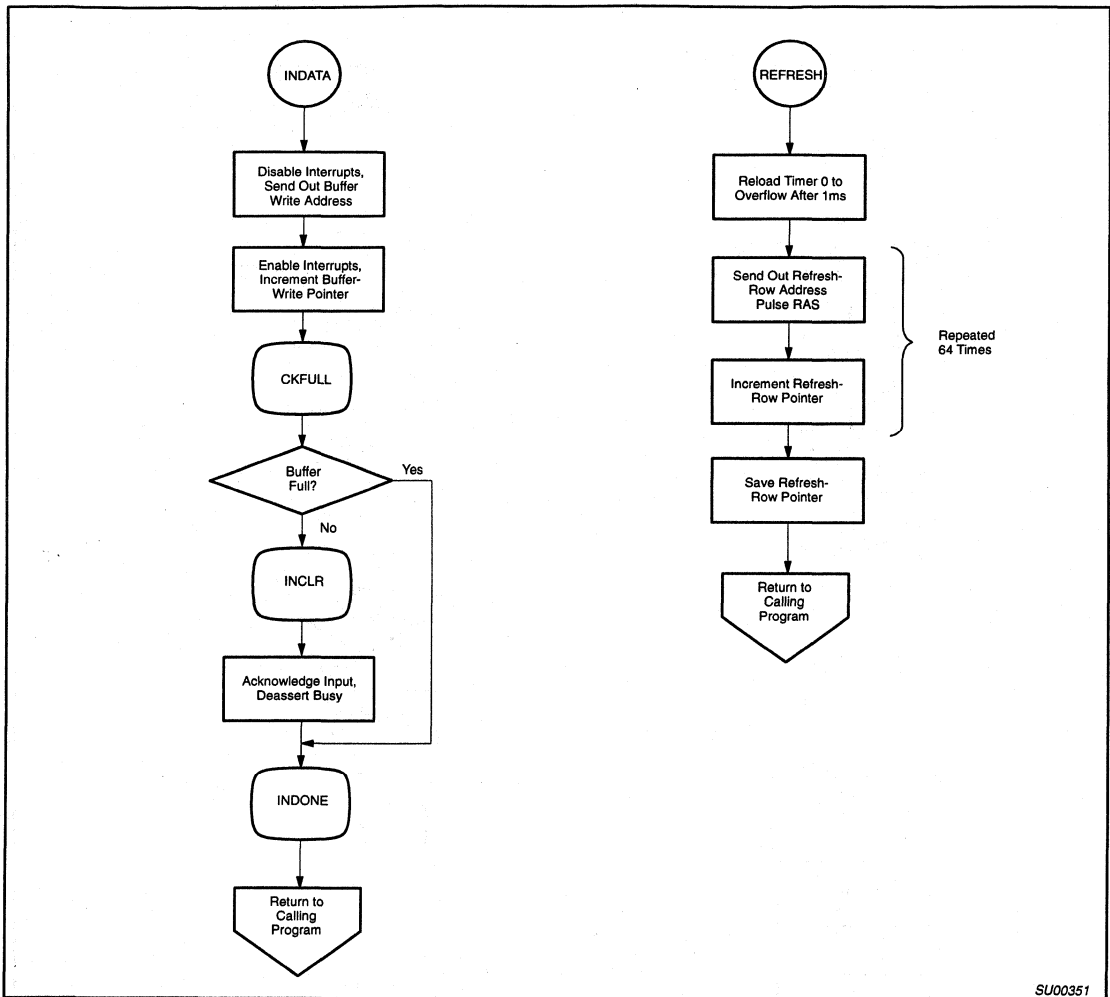 INDATA
Disable Interrupts,
Send Out Buffer
Write Address
Enable Interrupts,
Increment Buffer-
Write Pointer
CKFULL
Buffer
Full?
Yes
No
INCLR
Acknowledge Input,
Deassert Busy
INDONE
Return to
Calling
Program
REFRESH
Reload Timer 0 to
Overflow After 1ms
Send Out Refresh-
Row Address
Pulse RAS
Increment Refresh-
Row Pointer
Repeated
64 Times
Save Refresh-
Row Pointer
Return to
Calling
Program
SU00351